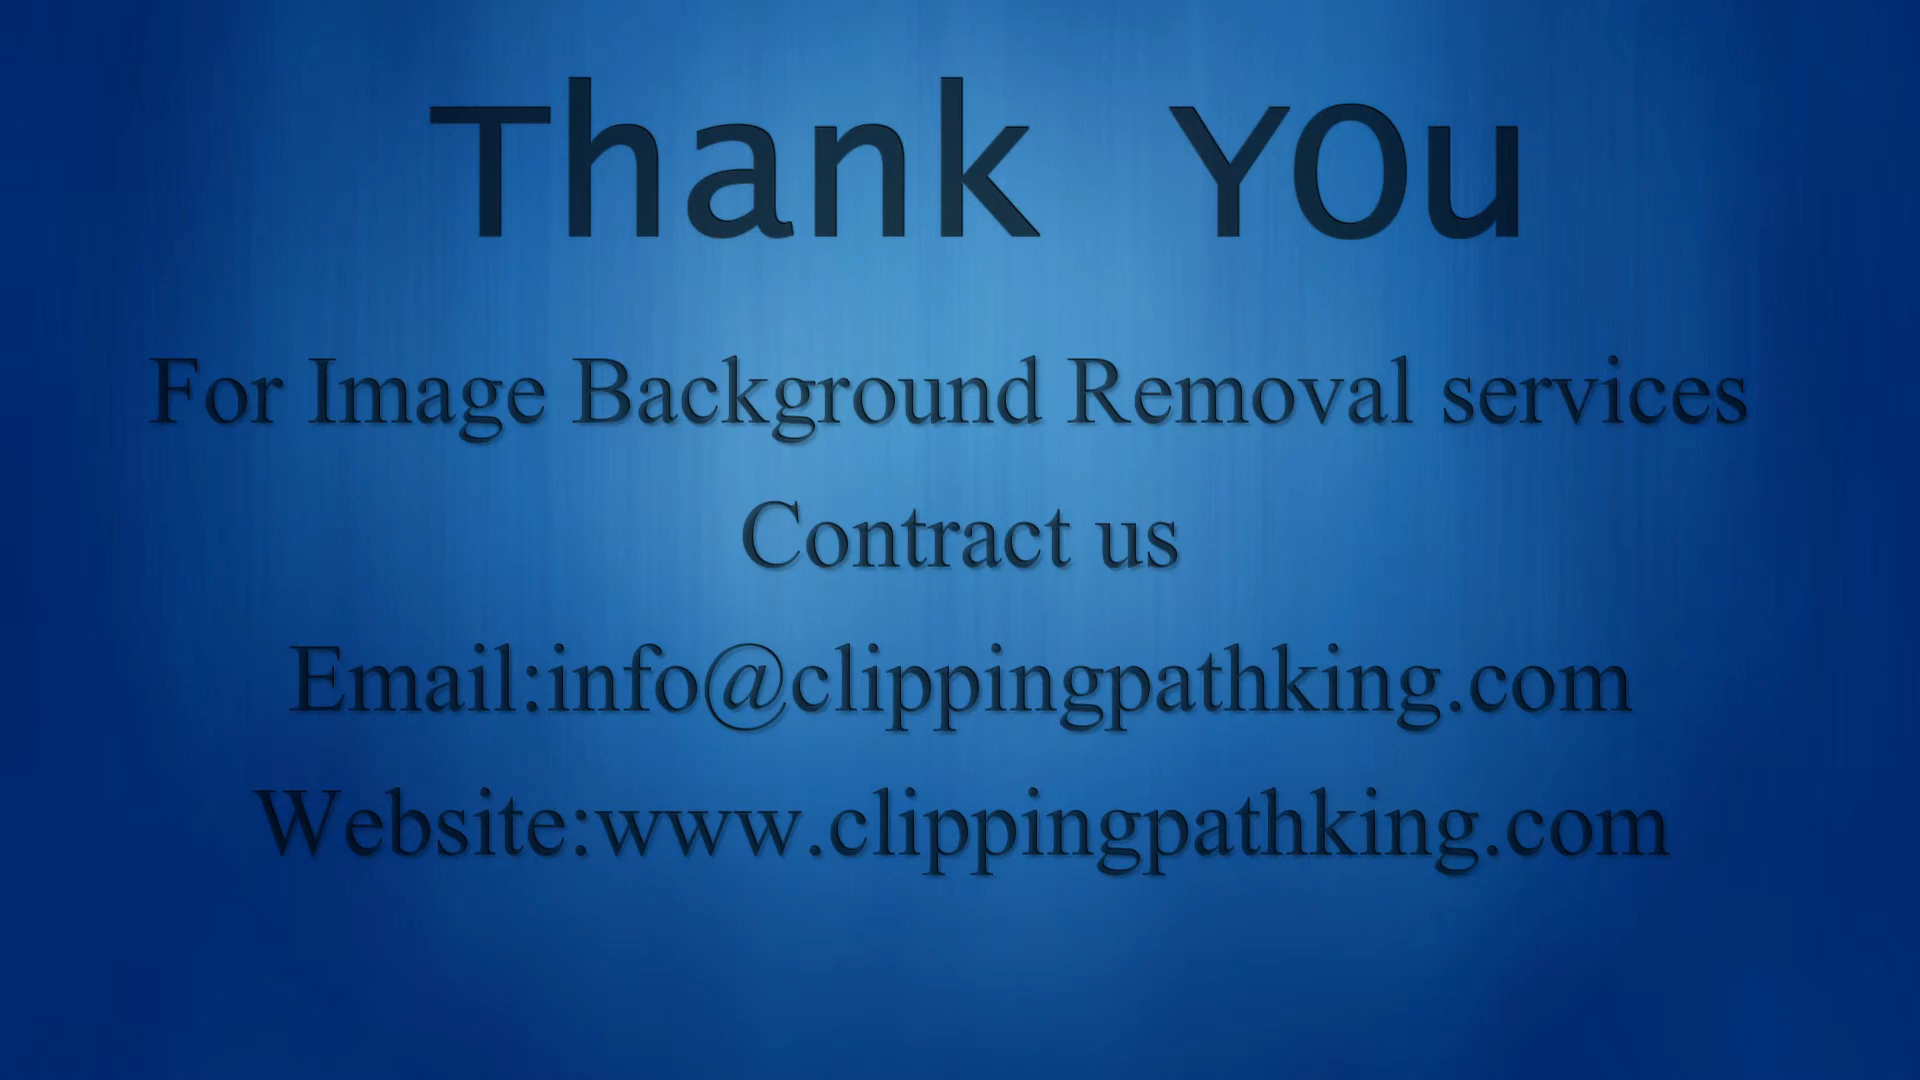 Thank YOu
For Image Background Removal services
Contract us
Email:info@clippingpathking.com
Website:www.clippingpathking.com